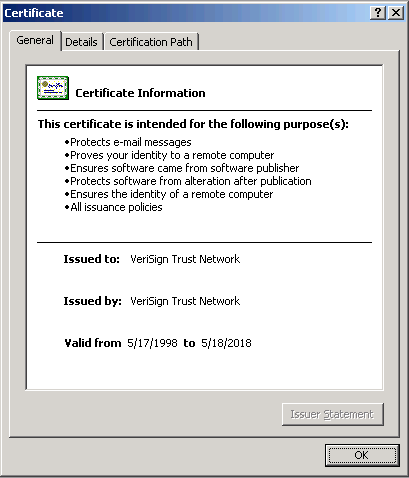 Certificate
General Details Certification Path
Certificate Information
This certificate is intended for the following purpose(s):
•Protects e-mail messages
•Proves your identity to a remote computer
•Ensures software came from software publisher
•Protects software from alteration after publication
•Ensures the identity of a remote computer
•All issuance policies
Issued to: VeriSign Trust Network
Issued by: VeriSign Trust Network
Valid from 5/17/1998 to 5/18/2018
Issuer Statement
OK